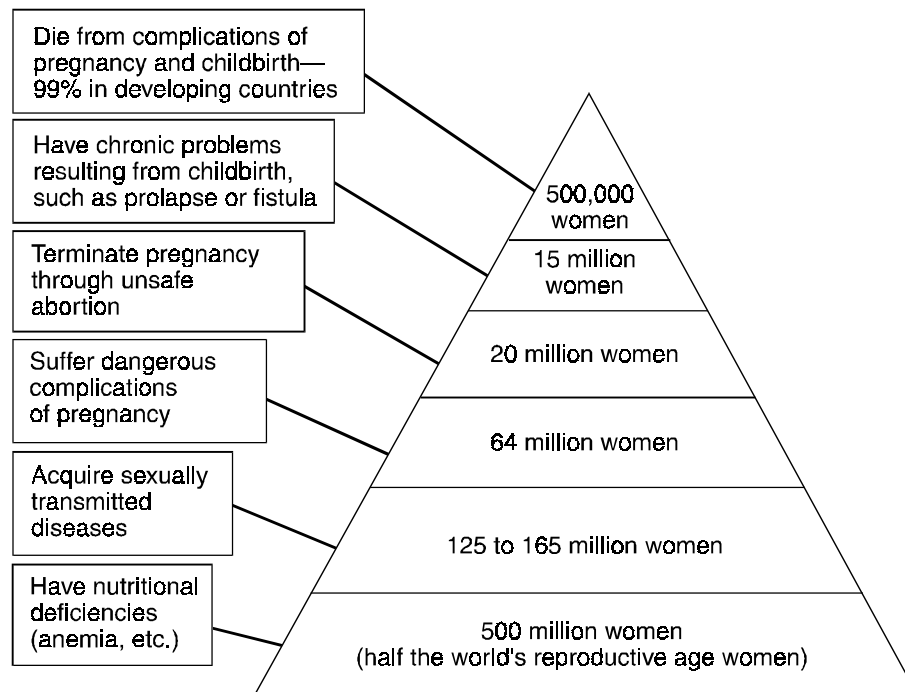 Die from complications of
pregnancy and childbirth—
99% in developing countries
Have chronic problems
resulting from childbirth,
such as prolapse or fistula
Terminate pregnancy
through unsafe
abortion
Suffer dangerous
complications
of pregnancy
Acquire sexually
transmitted
diseases
Have nutritional
deficiencies
(anemia, etc.)
500,000
women
15 million
women
20 million women
64 million women
125 to 165 million women
500 million women
(half the world's reproductive age women)